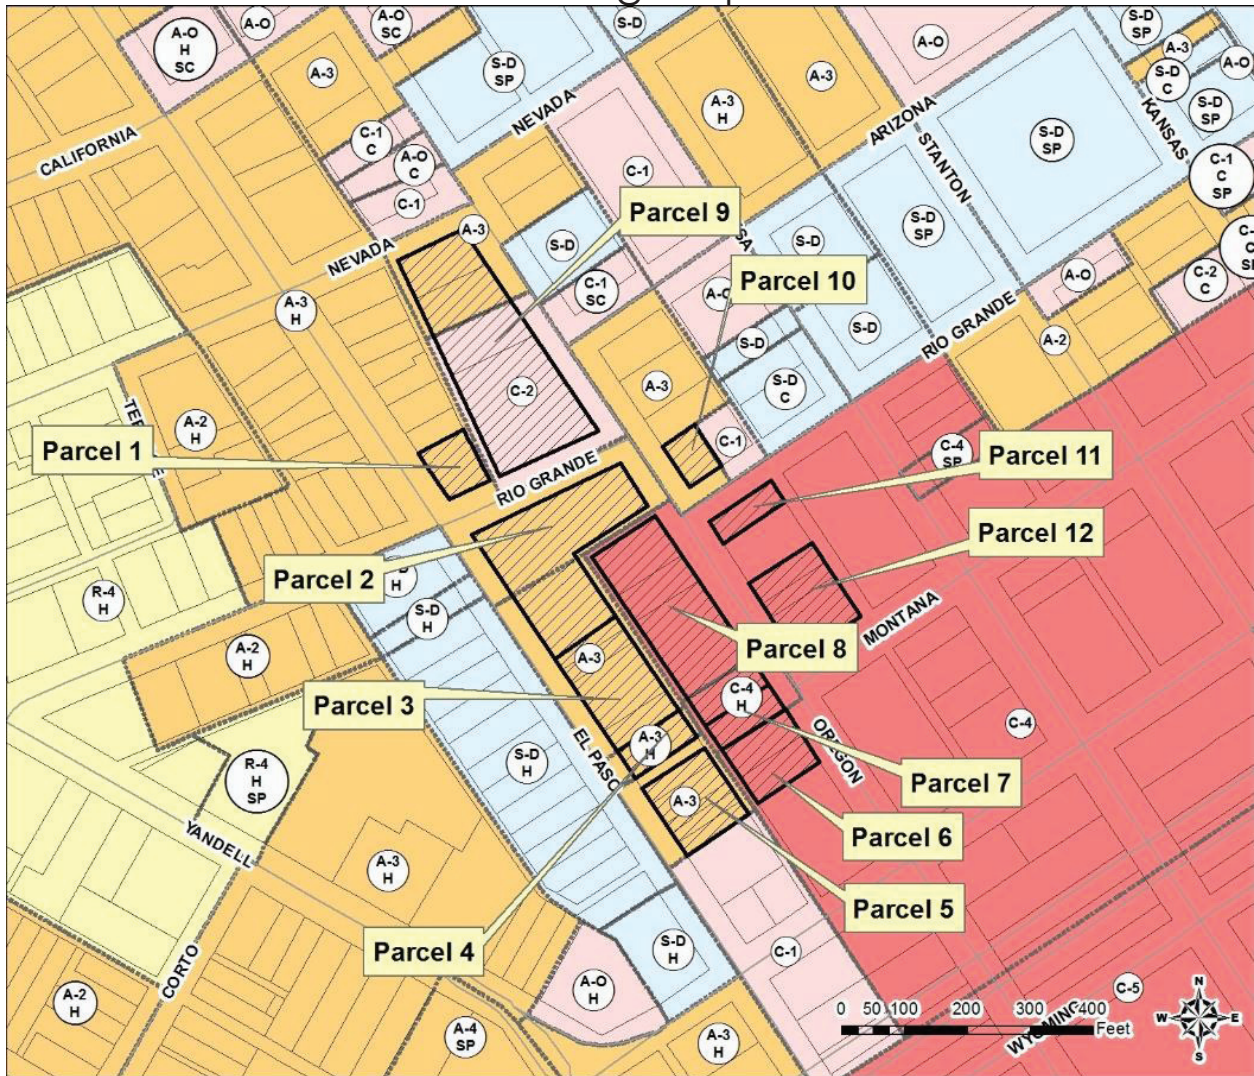 A-O
H
SC
A-O
A-O
SC
S-D
S-D
SP
A-3
S-D
SP
A-3
A-O
S-D
C
S-D
SP
KANSAS
A-O
A-3
A-3
H
NEVADA
ARIZONA
STANTON
S-D
SP
CALIFORNIA
C-1
C
A-O
C
C-1
C-1
C-1
C
SP
Parcel 9
A-3
S-D
S-D
S-D
SP
NEVADA
C-1
SC
Parcel 10
A-O
C-2
C
A-3
H
S-D
S-D
RIO GRANDE
A-2
A-3
S-D
C
C-2
A-2
H
Parcel 1
C-1
C-4
SP
Parcel 11
RIO GRANDE
Parcel 12
Parcel 2
H
R-4
H
S-D
H
MONTANA
A-2
H
A-3
Parcel 8
Parcel 3
C-4
H
C-4
A-3
H
EL PASO
OREGON
S-D
H
R-4
H
SP
Parcel 7
A-3
YANDELL
Parcel 6
A-3
H
Parcel 5
Parcel 4
S-D
H
C-1
CORTO
A-O
H
C-5
A-2
H
A-4
SP
A-3
H
0 50 100 200 300 400
Feet
N
W E
S